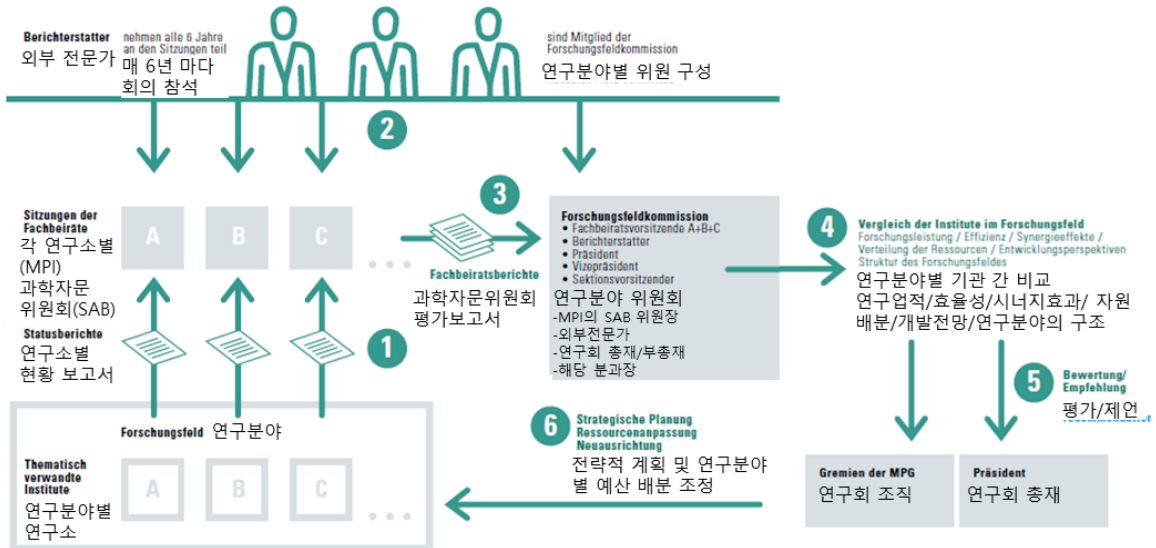 Berichterstatter
외부 전문가
nehmen alle 6 Jahre
an den Sitzungen teil
매 6년 마다
회의 참석
sind Mitglied der
Forschungsfeldkommission
연구분야별 위원 구성
2
Sitzungen der
Fachbeiräte
각 연구소별
(MPI)
과학자문
위원회(SAB)
A
B
C
...
3
Fachbeiratsberichte
과학자문위원회
평가보고서
Forschungsfeldkommission
• Fachbeiratsvorsitzende A+B+C
• Berichterstatter
• Präsident
• Vizepräsident
• Sektionsvorsitzender
연구분야 위원회
-MPI의 SAB 위원장
-외부전문가
-연구회 총재/부총재
-해당 분과장
4
Vergleich der Institute im Forschungsfeld
Forschungsleistung / Effizienz / Synergieeffekte /
Verteilung der Ressourcen / Entwicklungsperspektiven
Struktur des Forschungsfeldes
연구분야별 기관 간 비교
연구업적/효율성/시너지효과/ 자원
배분/개발전망/연구분야의 구조
Statusberichte
연구소별
현황 보고서
1
5
Bewertung/
Empfehlung
평가/제언
Forschungsfeld 연구분야
Thematisch
verwandte
Institute
연구분야별
연구소
A
B
C
...
6
Strategische Planung
Ressourcenanpassung
Neuausrichtung
전략적 계획 및 연구분야
별 예산 배분 조정
Gremien der MPG
연구회 조직
Präsident
연구회 총재